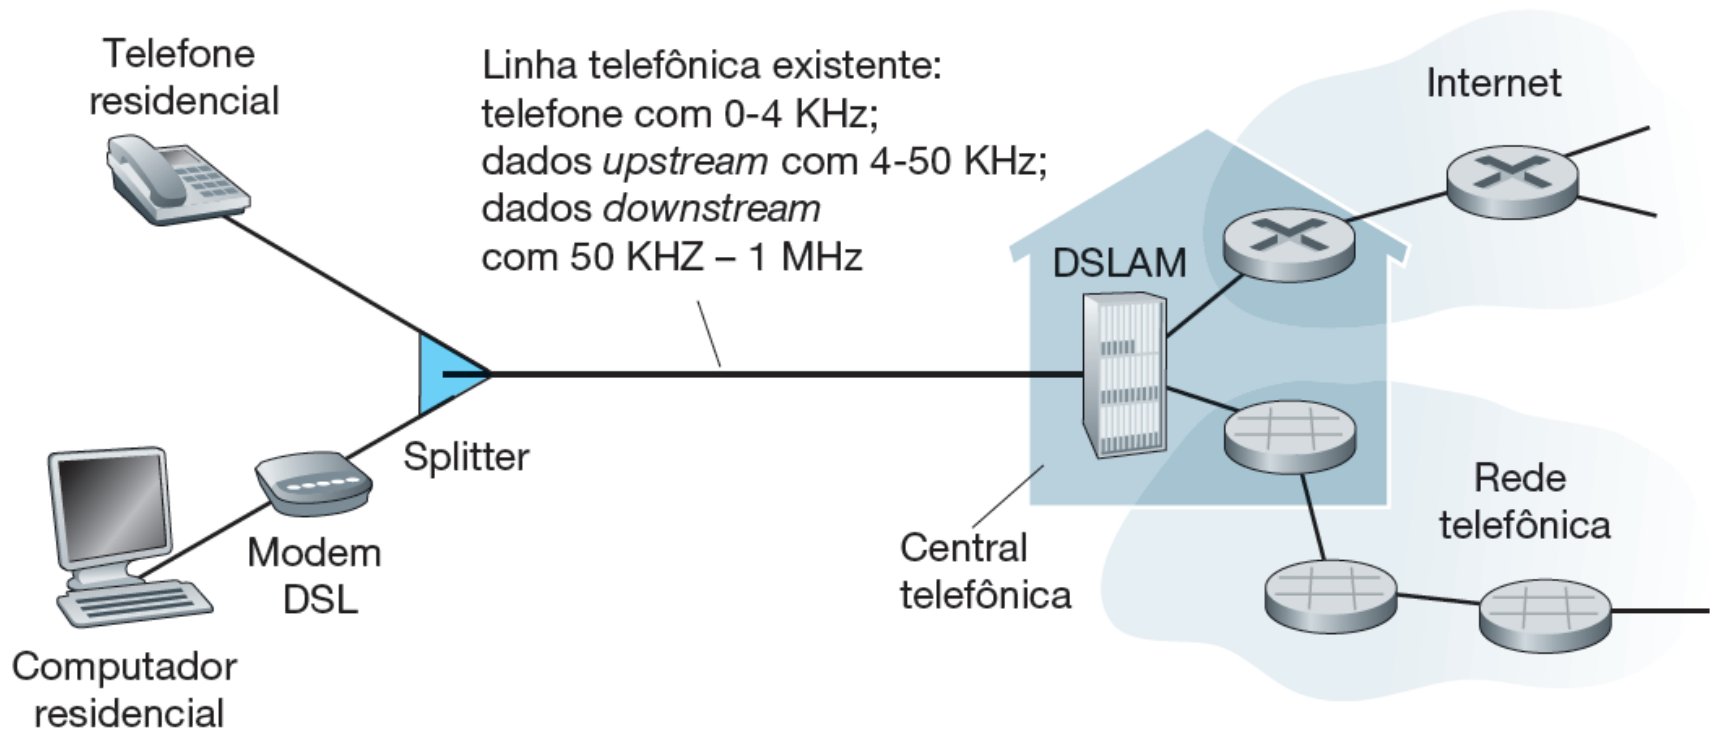 Telefone
residencial
Linha telefônica existente:
telefone com 0-4 KHz;
dados upstream com 4-50 KHz;
dados downstream
com 50 KHZ – 1 MHz
Internet
DSLAM
Splitter
Modem
DSL
Computador
residencial
Central
telefônica
Rede
telefônica